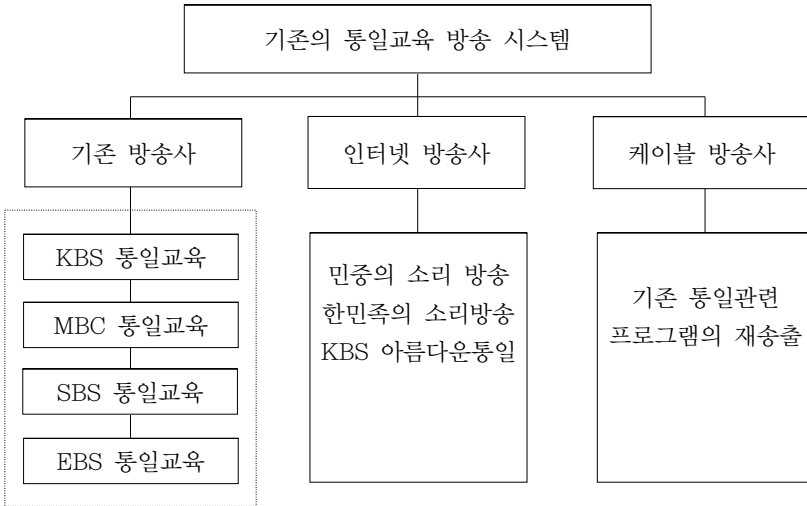 기존의 통일교육 방송 시스템
기존 방송사
인터넷 방송사
케이블 방송사
KBS 통일교육
MBC 통일교육
SBS 통일교육
EBS 통일교육
민중의 소리 방송
한민족의 소리방송
KBS 아름다운통일
기존 통일관련
프로그램의 재송출